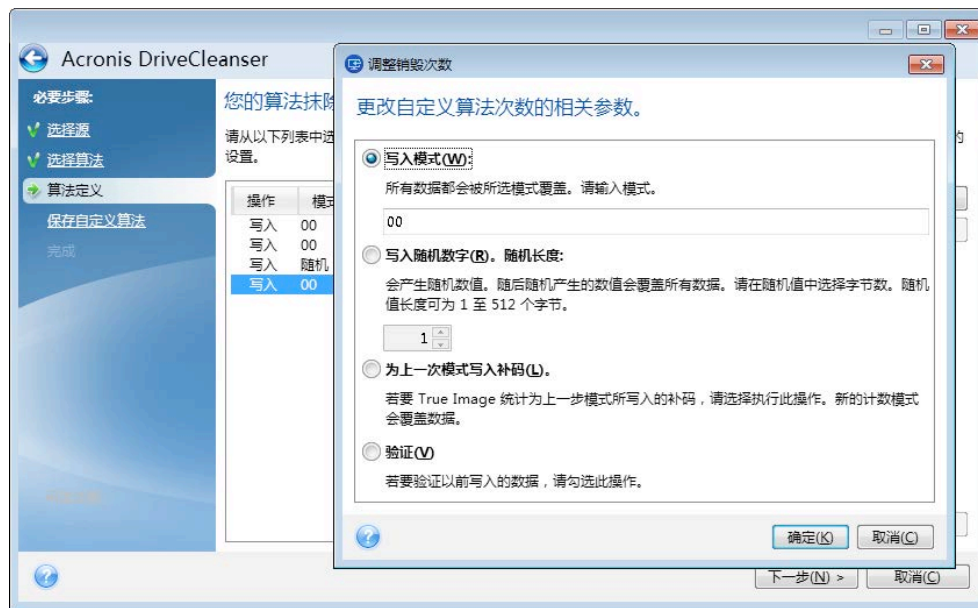 Acronis DriveCleanser
必要步骤:
选择源
选择算法
算法定义
保存自定义算法
完成
您的算法抹除
请从以下列表中选
设置。
操作 模式
写入 00
写入 00
写入 随机
写入 00
调整销毁次数
更改自定义算法次数的相关参数。
写入模式(W):
所有数据都会被所选模式覆盖。请输入模式。
00
写入随机数字(R)。随机长度:
会产生随机数值。随后随机产生的数值会覆盖所有数据。请在随机值中选择字节数。随机
值长度可为 1 至 512 个字节。
1
为上一次模式写入补码(L)。
若要 True Image 统计为上一步模式所写入的补码，请选择执行此操作。新的计数模式
会覆盖数据。
验证(V)
若要验证以前写入的数据，请勾选此操作。
确定(K) 取消(C)
下一步(N) > 取消(C)